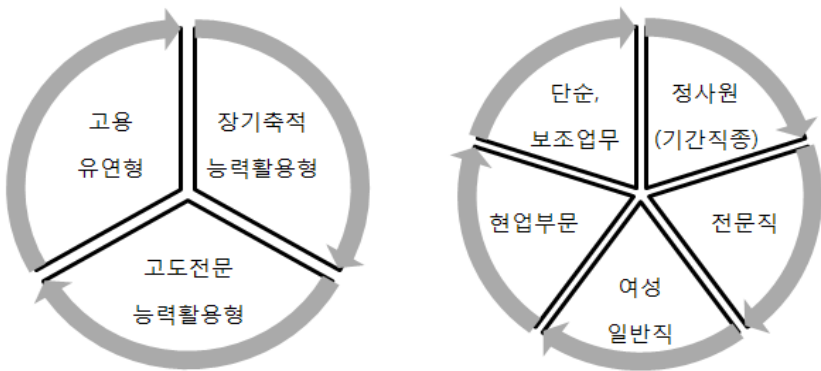 고용
유연형
장기축적
능력활용형
고도전문
능력활용형
단순,
보조업무
정사원
(기간직종)
현업부문
전문직
여성
일반직